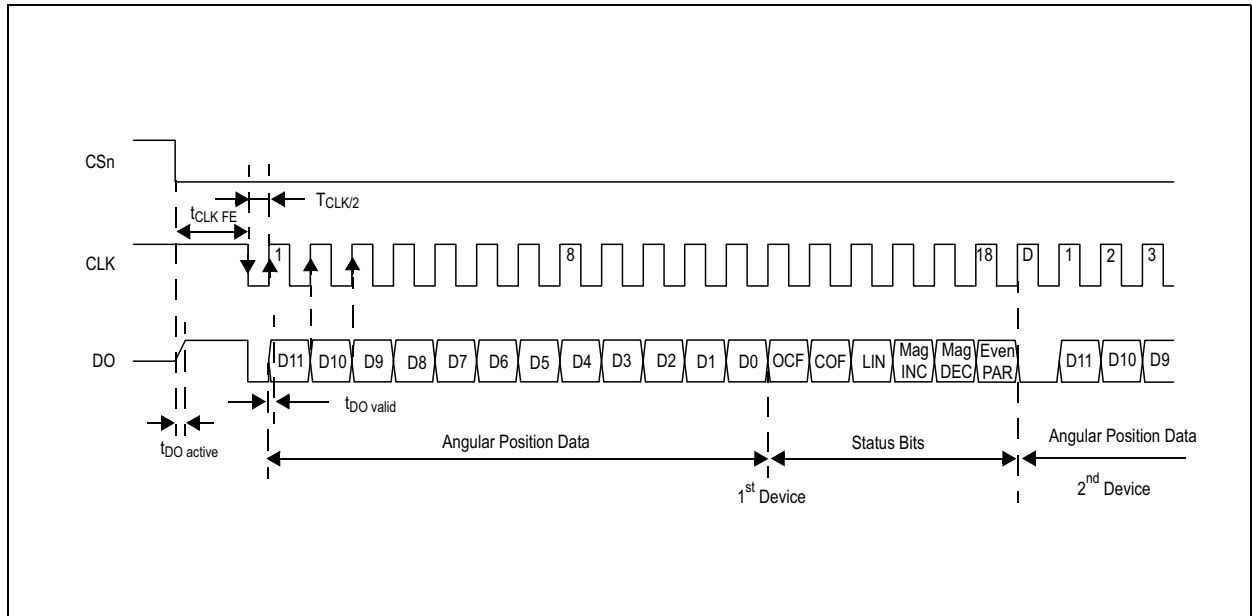 CSn
TCLK/2
tCLK FE
CLK
1
8
18
D
1
2
3
DO
D11
D10
D9
D8
D7
D6
D5
D4
D3
D2
D1
D0
OCF
COF
LIN
Mag
INC
Mag
DEC
Even
PAR
D11
D10
D9
tDO valid
tDO active
Angular Position Data
Status Bits
Angular Position Data
1st Device
2nd Device